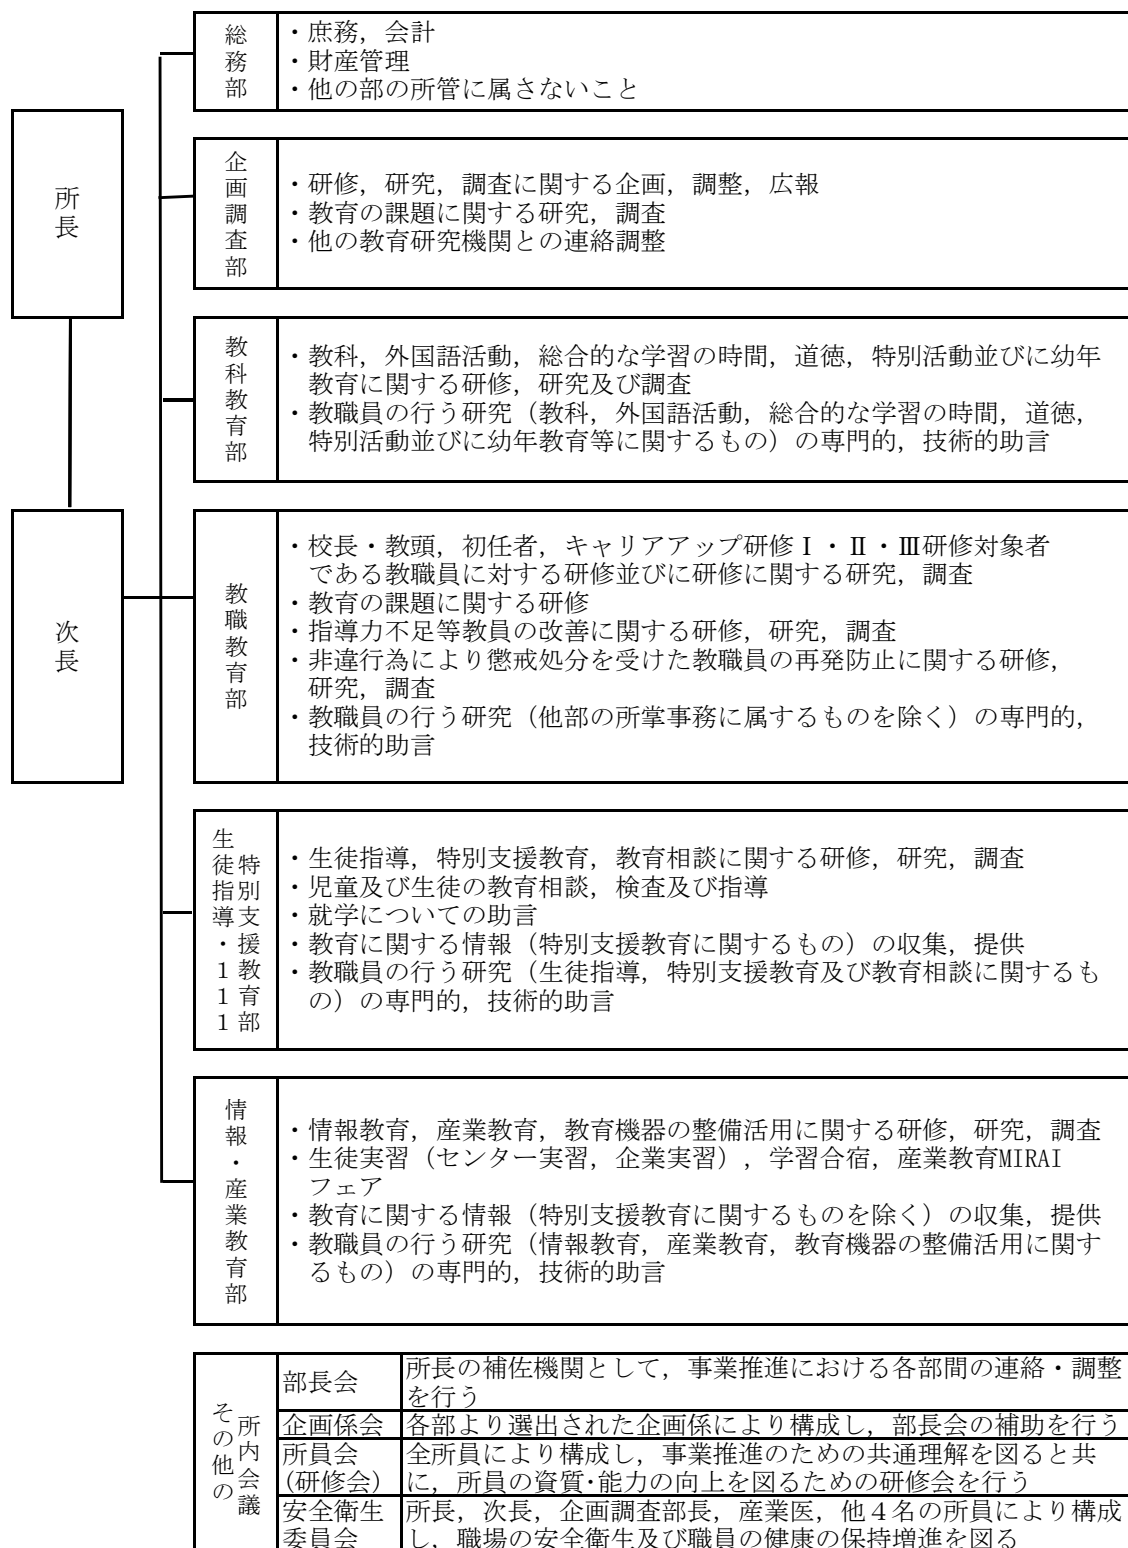 所長
次長
総務部
・庶務，会計
・財産管理
・他の部の所管に属さないこと
企画調査部
・研修，研究，調査に関する企画，調整，広報
・教育の課題に関する研究，調査
・他の教育研究機関との連絡調整
教科教育部
・教科，外国語活動，総合的な学習の時間，道徳，特別活動並びに幼年
教育に関する研修，研究及び調査
・教職員の行う研究（教科，外国語活動，総合的な学習の時間，道徳，
特別活動並びに幼年教育等に関するもの）の専門的，技術的助言
教職教育部
・校長・教頭，初任者，キャリアアップ研修Ⅰ・Ⅱ・Ⅲ研修対象者
である教職員に対する研修並びに研修に関する研究，調査
・教育の課題に関する研修
・指導力不足等教員の改善に関する研修，研究，調査
・非違行為により懲戒処分を受けた教職員の再発防止に関する研修，
研究，調査
・教職員の行う研究（他部の所掌事務に属するものを除く）の専門的，
技術的助言
生徒指導・１１１
特別支援教育部
・生徒指導，特別支援教育，教育相談に関する研修，研究，調査
・児童及び生徒の教育相談，検査及び指導
・就学についての助言
・教育に関する情報（特別支援教育に関するもの）の収集，提供
・教職員の行う研究（生徒指導，特別支援教育及び教育相談に関するも
の）の専門的，技術的助言
情報・産業教育部
・情報教育，産業教育，教育機器の整備活用に関する研修，研究，調査
・生徒実習（センター実習，企業実習），学習合宿，産業教育MIRAI
フェア
・教育に関する情報（特別支援教育に関するものを除く）の収集，提供
・教職員の行う研究（情報教育，産業教育，教育機器の整備活用に関す
るもの）の専門的，技術的助言
その他の
所内会議
部長会
所長の補佐機関として，事業推進における各部間の連絡・調整
を行う
企画係会
各部より選出された企画係により構成し，部長会の補助を行う
所員会
(研修会)
全所員により構成し，事業推進のための共通理解を図ると共
に，所員の資質･能力の向上を図るための研修会を行う
安全衛生
委員会
所長，次長，企画調査部長，産業医，他４名の所員により構成
し，職場の安全衛生及び職員の健康の保持増進を図る